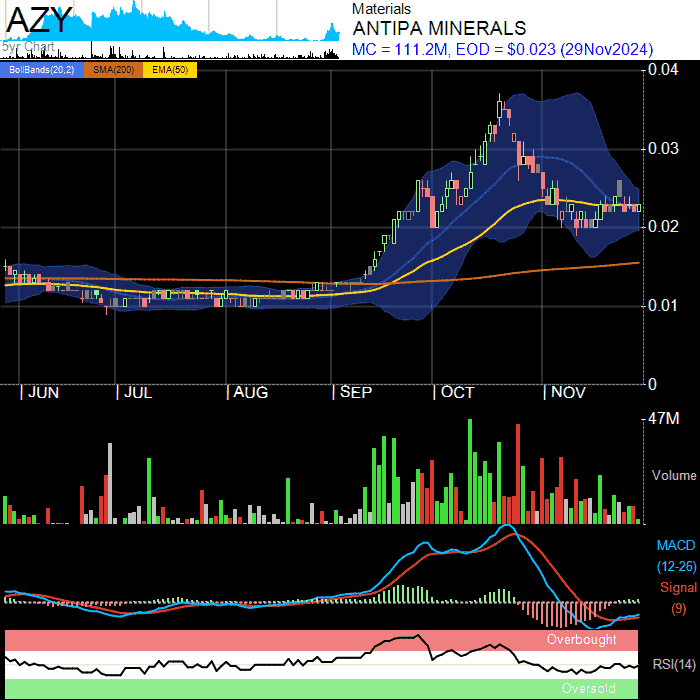 AZY
5yr Chart
Materials
ANTIPA MINERALS
MC = 111.2M, EOD = $0.023 (29Nov2024)
BollBands(20,2) SMA(200) EMA(50)
0.04
0.03
0.02
0.01
0
JUN JUL AUG SEP OCT NOV
47M
Volume
MACD
(12-26)
Signal
(9)
Overbought
RSI(14)
Oversold